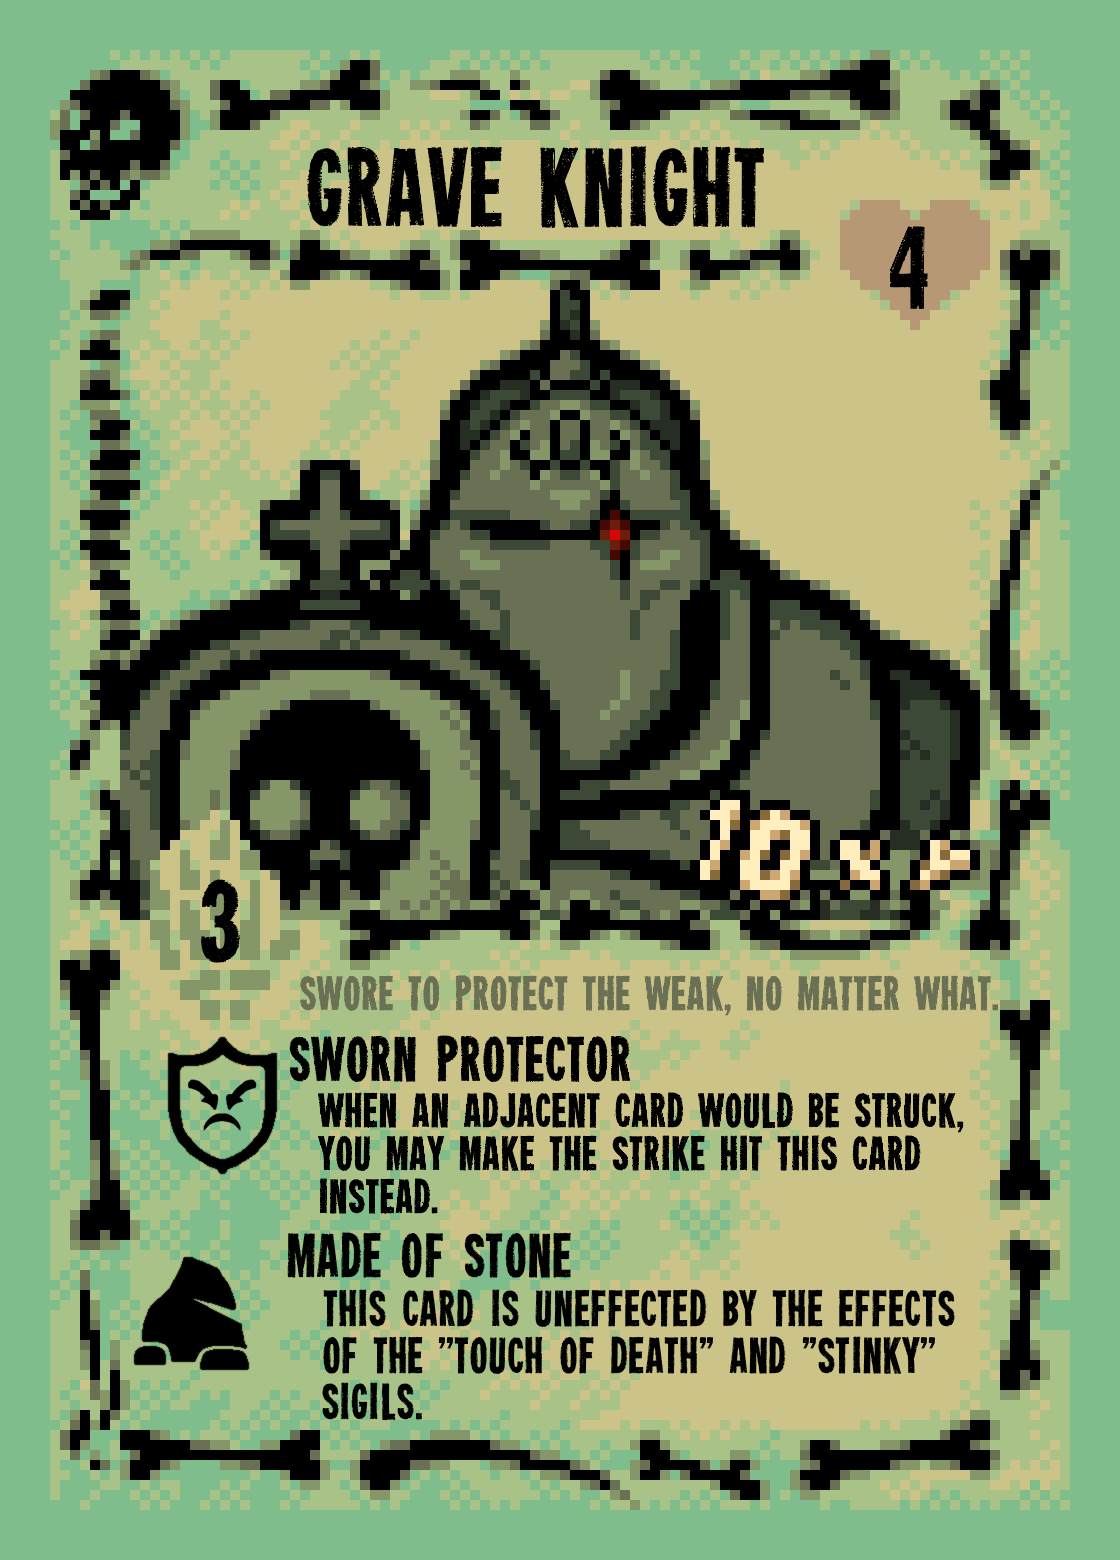 GRAVE KNIGHT
4
10 x
3
SWORE TO PROTECT THE WEAK, NO MATTER WHAT.
SWORN PROTECTOR
WHEN AN ADJACENT CARD WOULD BE STRUCK,
YOU MAY MAKE THE STRIKE HIT THIS CARD
INSTEAD.
MADE OF STONE
THIS CARD IS UNEFFECTED BY THE EFFECTS
OF THE "TOUCH OF DEATH" AND "STINKY"
SIGILS.